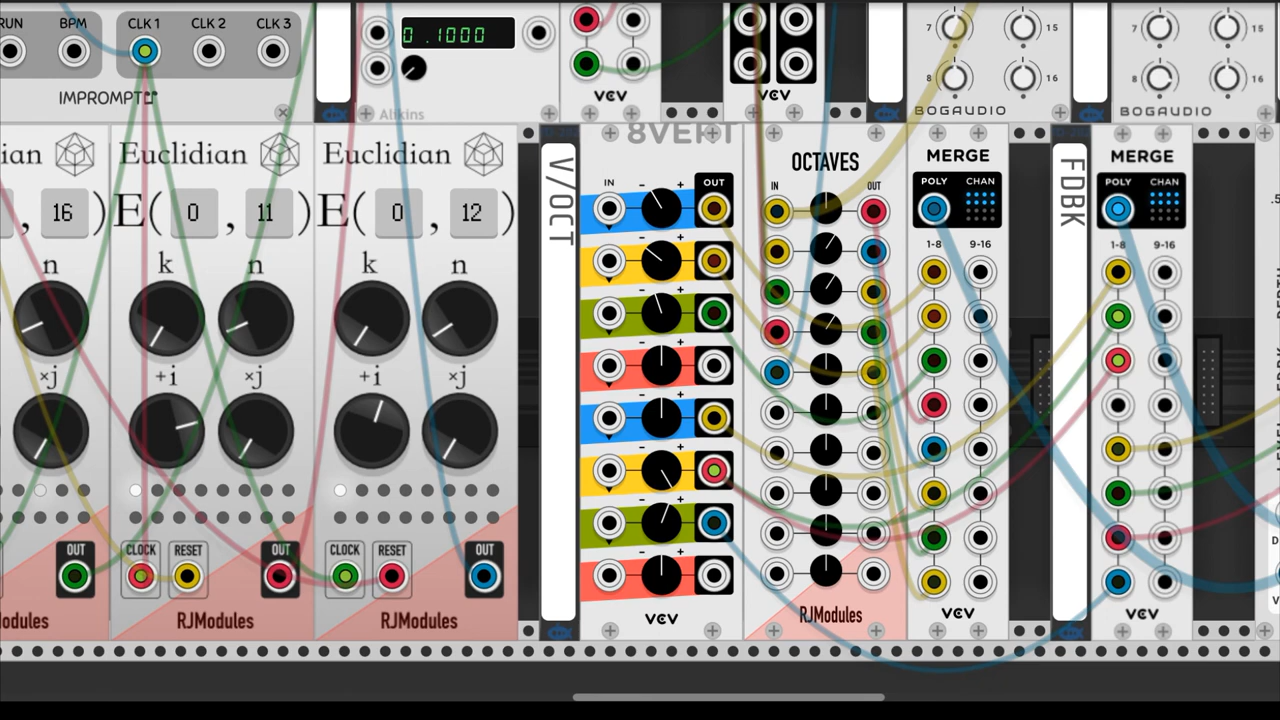 RUN BPM CLK 1 CLK 2 CLK 3
IMPROMPTU
0 .1000
Alikins
VCV
VCV
7 15
8 16
BOGAUDIO
7 15
8 16
BOGAUDIO
ian
, 16 )
n
×j
OUT
odules
Euclidian
E( 0 , 11 )
k n
+i ×j
CLOCK RESET OUT
RJModules
Euclidian
E( 0 , 12 )
k n
+i ×j
CLOCK RESET OUT
RJModules
V/OCT
8VERT
IN - + OUT
- +
- +
- +
- +
- +
- +
- +
VCV
OCTAVES
IN OUT
RJModules
MERGE
POLY CHAN
1-8 9-16
VCV
FDBK
MERGE
POLY CHAN
1-8 9-16
VCV
.5
D
V